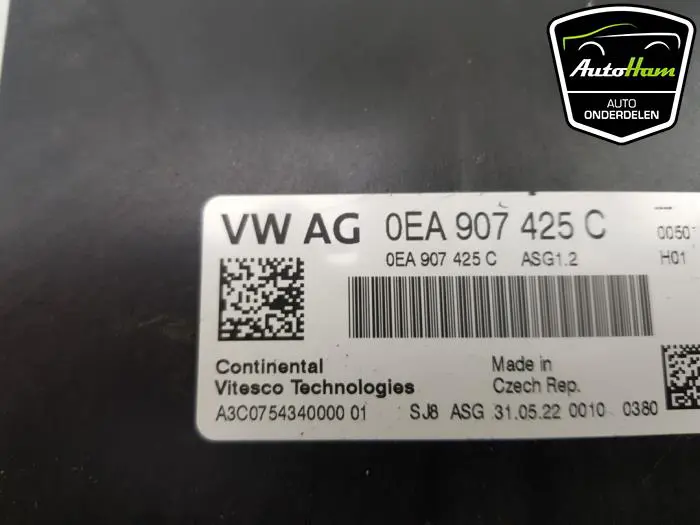 AutoHam
AUTO
ONDERDELEN
VW AG 0EA 907 425 C
0EA 907 425 C ASG1.2 H01
Continental
Vitesco Technologies
Made in
Czech Rep.
A3C0754340000 01 SJ8 ASG 31.05.22 0010 0380